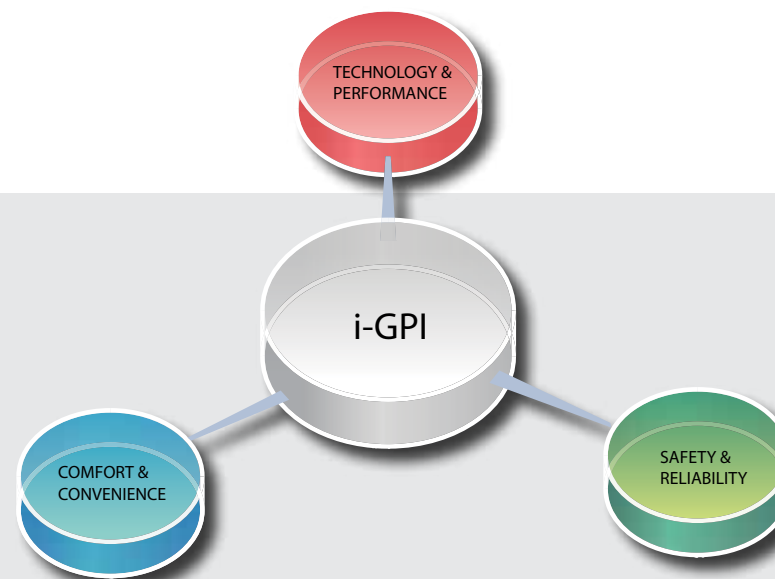 TECHNOLOGY &
PERFORMANCE
i-GPI
COMFORT &
CONVENIENCE
SAFETY &
RELIABILITY